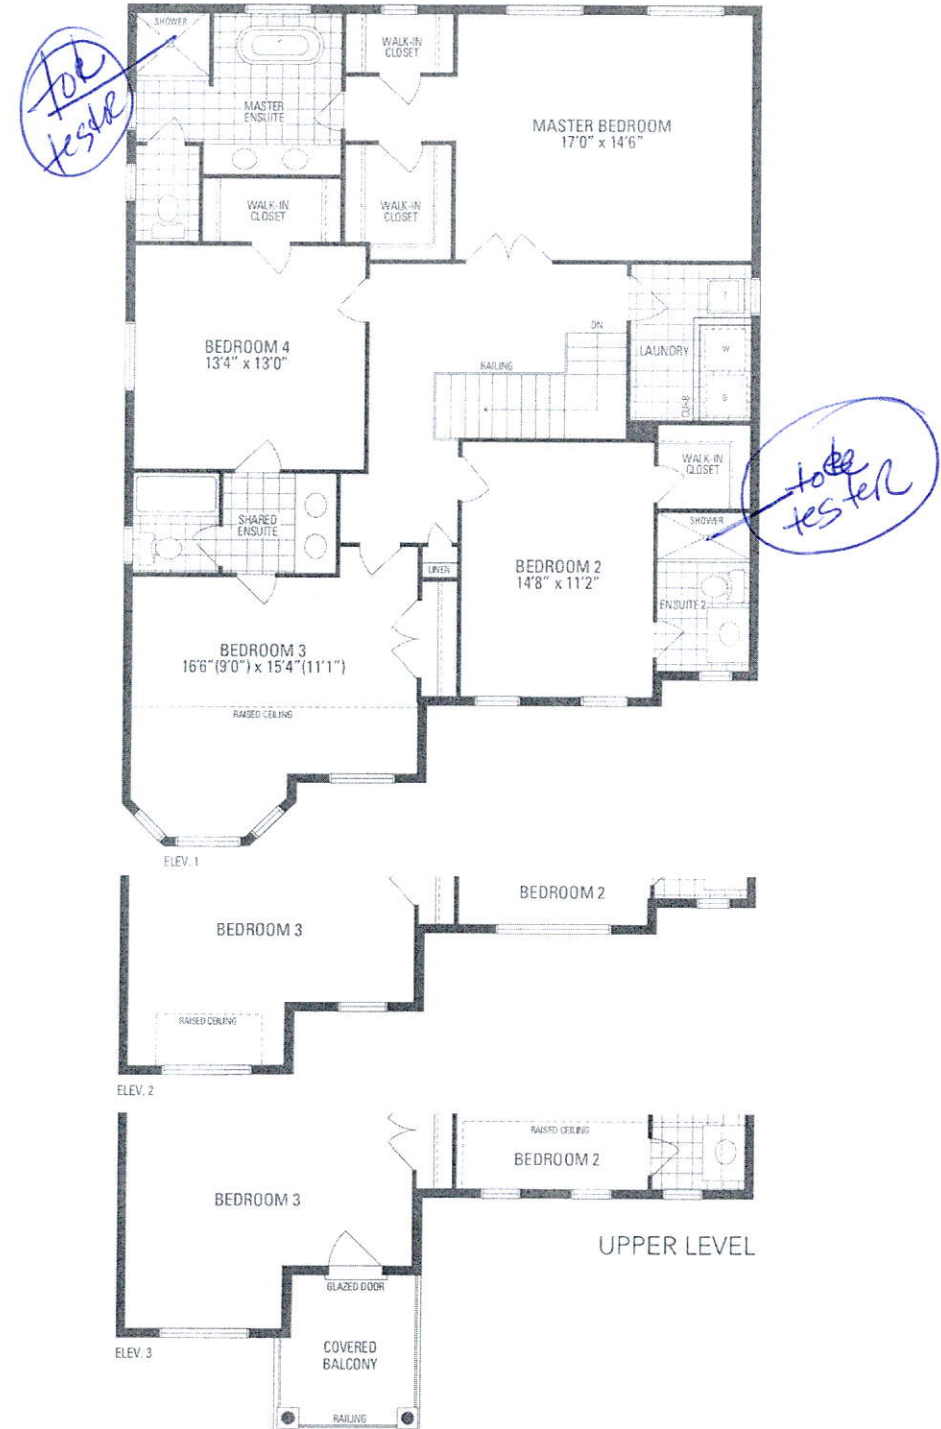 SHOWER
WALK-IN
CLOSET
MASTER
ENSUITE
MASTER BEDROOM
17'0" x 14'6"
WALK-IN
CLOSET
WALK-IN
CLOSET
BEDROOM 4
13'4" x 13'0"
DN
LAUNDRY
RAILING
W
WALK-IN
CLOSET
tester
SHARED
ENSUITE
SHOWER
LINEN
BEDROOM 2
14'8" x 11'2"
ENSUITE 2
BEDROOM 3
16'6" (9'0") x 15'4" (11'1")
RAISED CEILING
ELEV. 1
BEDROOM 2
BEDROOM 3
RAISED CEILING
ELEV. 2
RAISED CEILING
BEDROOM 2
BEDROOM 3
UPPER LEVEL
GLAZED DOOR
ELEV. 3
COVERED
BALCONY
RAILING